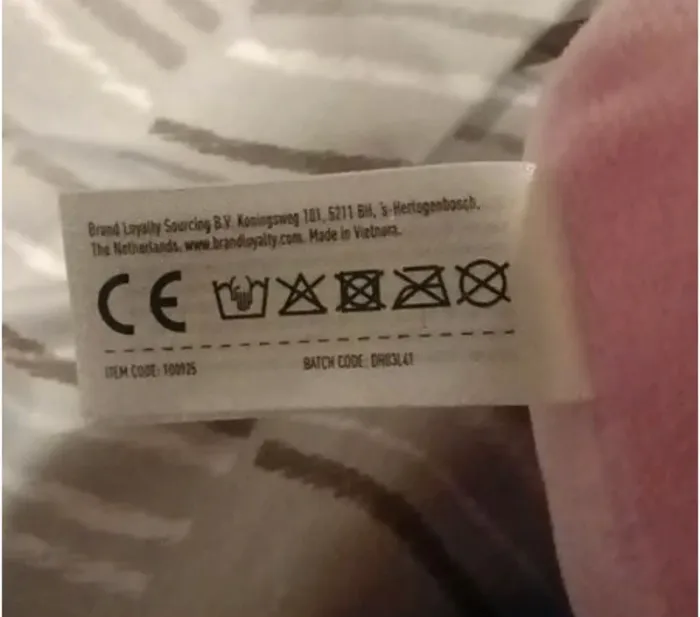 Brand Loyalty Sourcing B.V. Koningsweg 101, 5211 BH, 's-Hertogenbosch,
The Netherlands, www.brandloyalty.com. Made in Vietnam.
CE
ITEM CODE: 100925 BATCH CODE: DH03L41